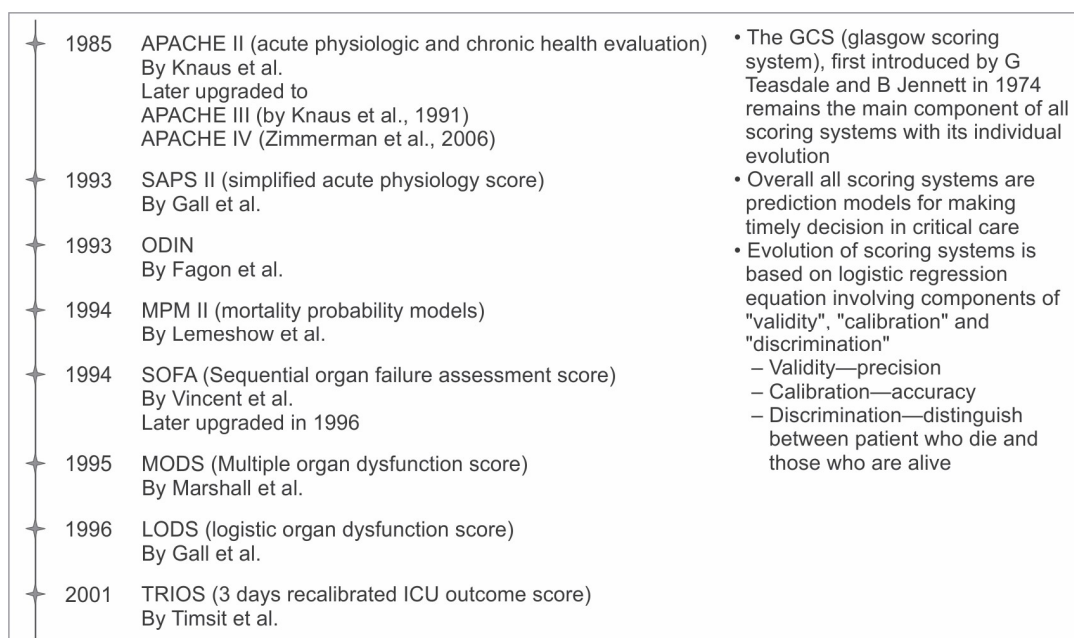 1985 APACHE II (acute physiologic and chronic health evaluation)
By Knaus et al.
Later upgraded to
APACHE III (by Knaus et al., 1991)
APACHE IV (Zimmerman et al., 2006)
1993 SAPS II (simplified acute physiology score)
By Gall et al.
1993 ODIN
By Fagon et al.
1994 MPM II (mortality probability models)
By Lemeshow et al.
1994 SOFA (Sequential organ failure assessment score)
By Vincent et al.
Later upgraded in 1996
1995 MODS (Multiple organ dysfunction score)
By Marshall et al.
1996 LODS (logistic organ dysfunction score)
By Gall et al.
2001 TRIOS (3 days recalibrated ICU outcome score)
By Timsit et al.
• The GCS (glasgow scoring
system), first introduced by G
Teasdale and B Jennett in 1974
remains the main component of all
scoring systems with its individual
evolution
• Overall all scoring systems are
prediction models for making
timely decision in critical care
• Evolution of scoring systems is
based on logistic regression
equation involving components of
"validity", "calibration" and
"discrimination"
– Validity—precision
– Calibration—accuracy
– Discrimination—distinguish
between patient who die and
those who are alive